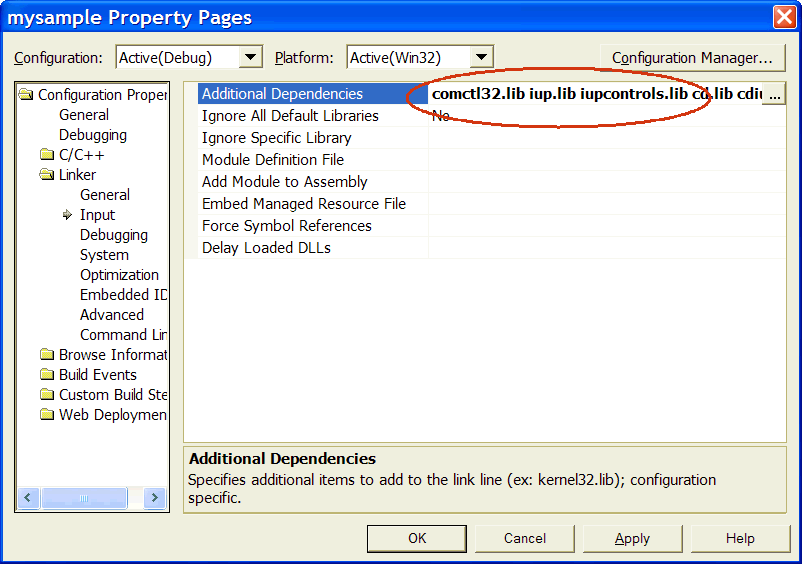 mysample Property Pages
Configuration: Active(Debug) Platform: Active(Win32) Configuration Manager...
Configuration Proper
General
Debugging
C/C++
Linker
General
Input
Debugging
System
Optimization
Embedded ID
Advanced
Command Lin
Browse Informat
Build Events
Custom Build Ste
Web Deploymen
Additional Dependencies comctl32.lib iup.lib iupcontrols.lib cd.lib cdiu ...
Ignore All Default Libraries No
Ignore Specific Library
Module Definition File
Add Module to Assembly
Embed Managed Resource File
Force Symbol References
Delay Loaded DLLs
Additional Dependencies
Specifies additional items to add to the link line (ex: kernel32.lib); configuration
specific.
OK Cancel Apply Help